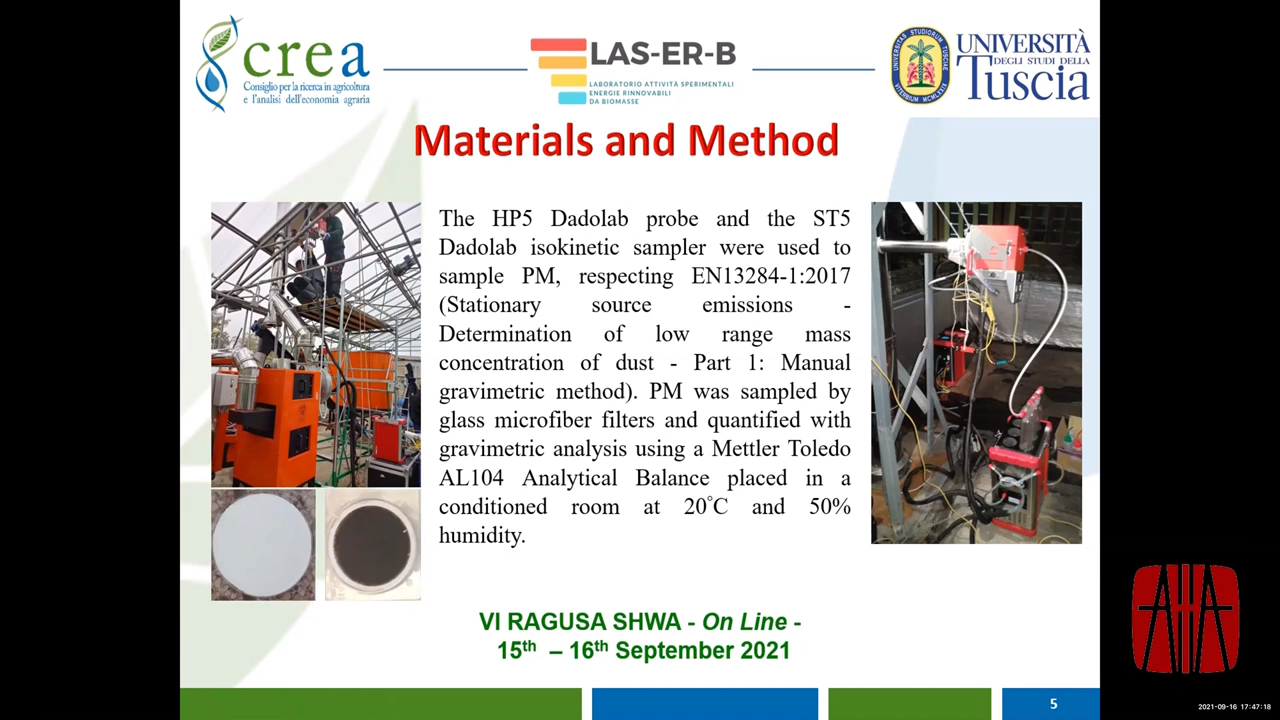 crea
Consiglio per la ricerca in agricoltura
e l'analisi dell'economia agraria
LAS-ER-B
LABORATORIO ATTIVITÀ SPERIMENTALI
ENERGIE RINNOVABILI
DA BIOMASSE
UNIVERSITÀ
DEGLI STUDI DELLA
Tuscia
Materials and Method
The HP5 Dadolab probe and the ST5
Dadolab isokinetic sampler were used to
sample PM, respecting EN13284-1:2017
(Stationary source emissions -
Determination of low range mass
concentration of dust - Part 1: Manual
gravimetric method). PM was sampled by
glass microfiber filters and quantified with
gravimetric analysis using a Mettler Toledo
AL104 Analytical Balance placed in a
conditioned room at 20°C and 50%
humidity.
VI RAGUSA SHWA - On Line -
15th – 16th September 2021
5
2021-09-16 17:47:18